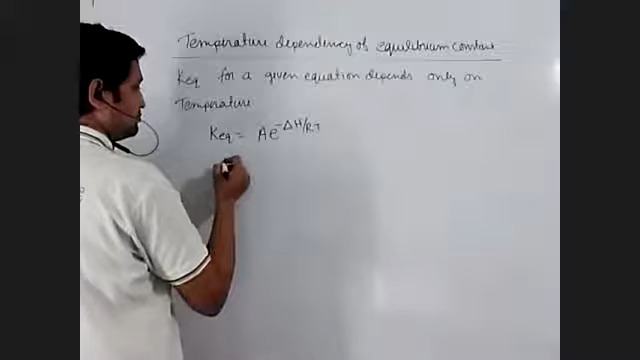 Temperature dependency of equilibrium constant
Keq for a given equation depends only on
Temperature
Keq = Ae^-ΔH/RT